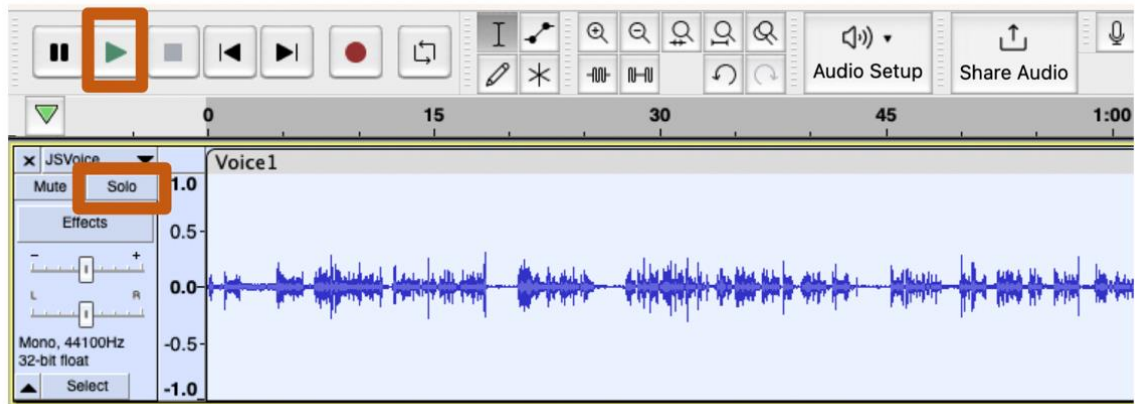 Audio Setup
Share Audio
0 15 30 45 1:00
JSVoice
Voice1
Mute Solo
1.0
Effects
0.5
- +
0.0
L R
Mono, 44100Hz
-0.5
32-bit float
Select
-1.0